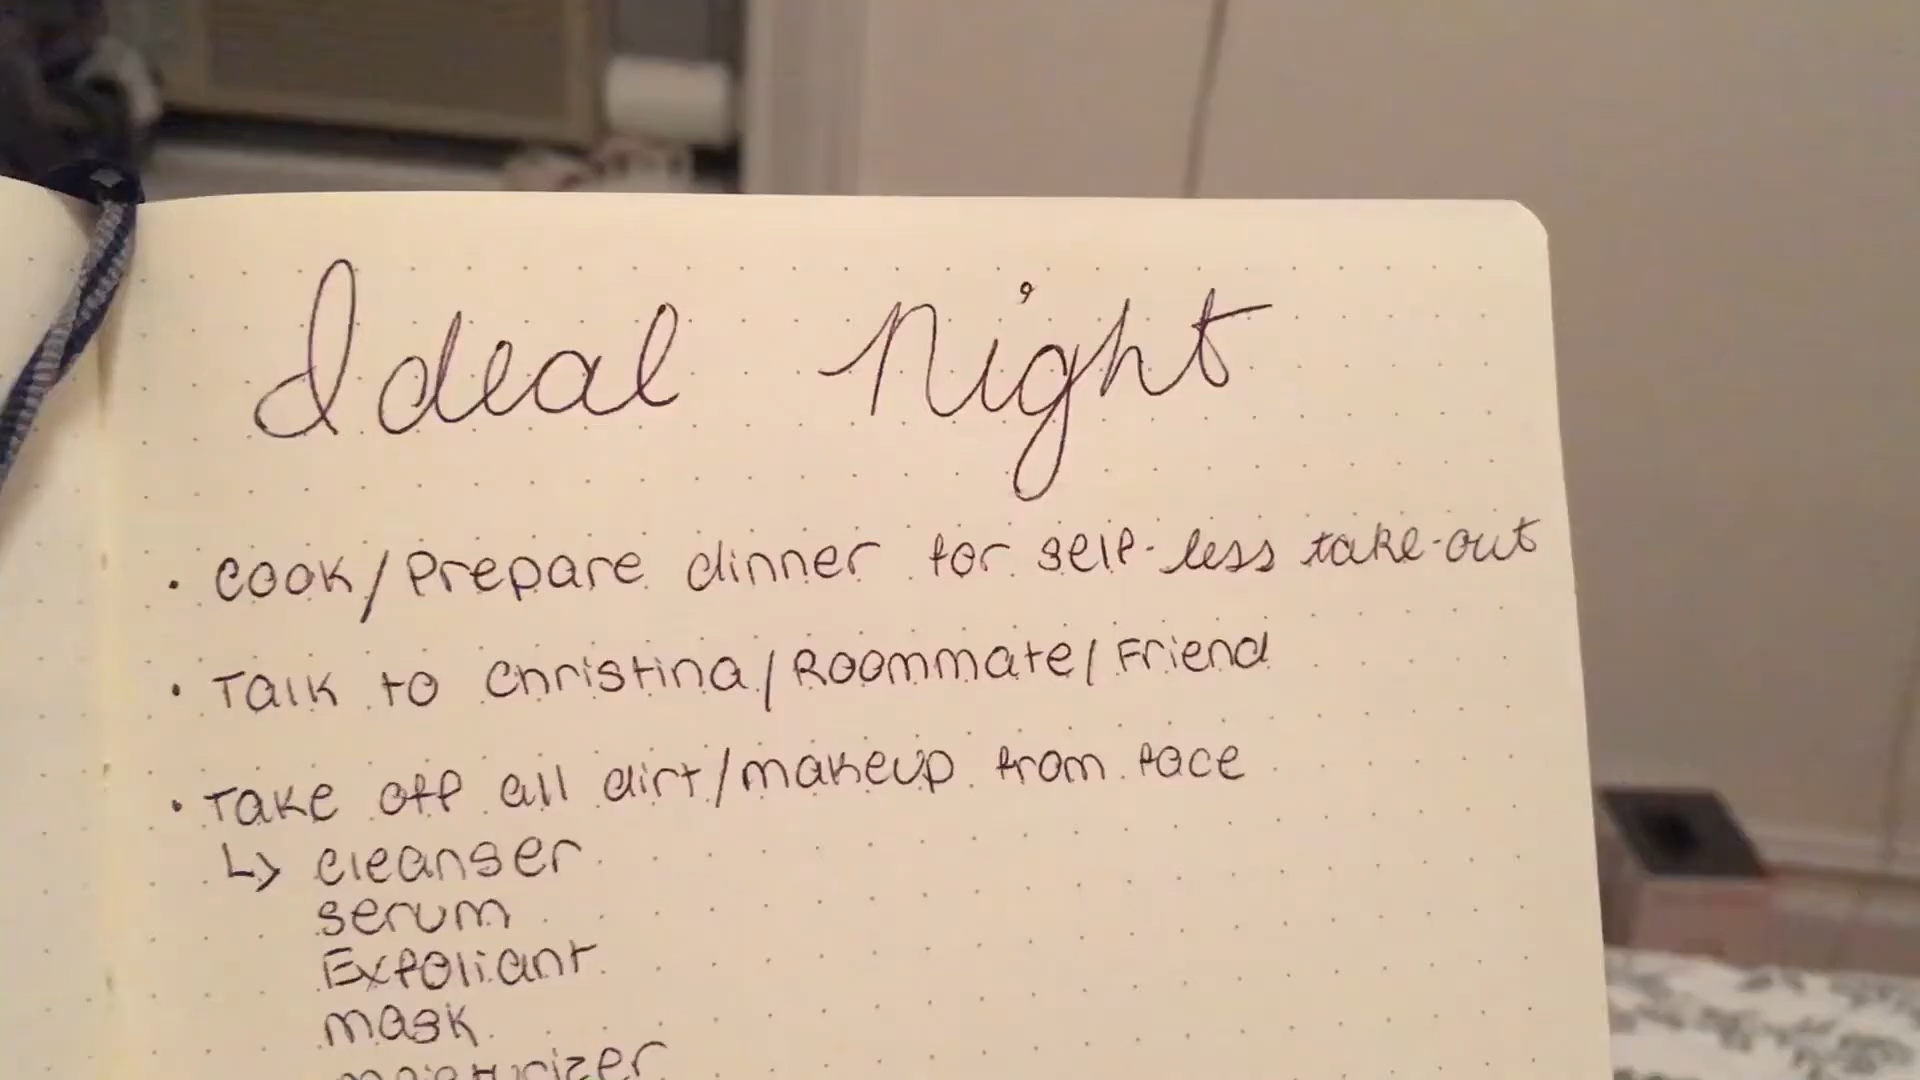 Ideal Night
· Cook/Prepare dinner for self-less take-out
· Talk to Christina/Roommate/Friend
· Take off all dirt/makeup from face
↳ cleanser
serum
Exfoliant
mask
moisturizer